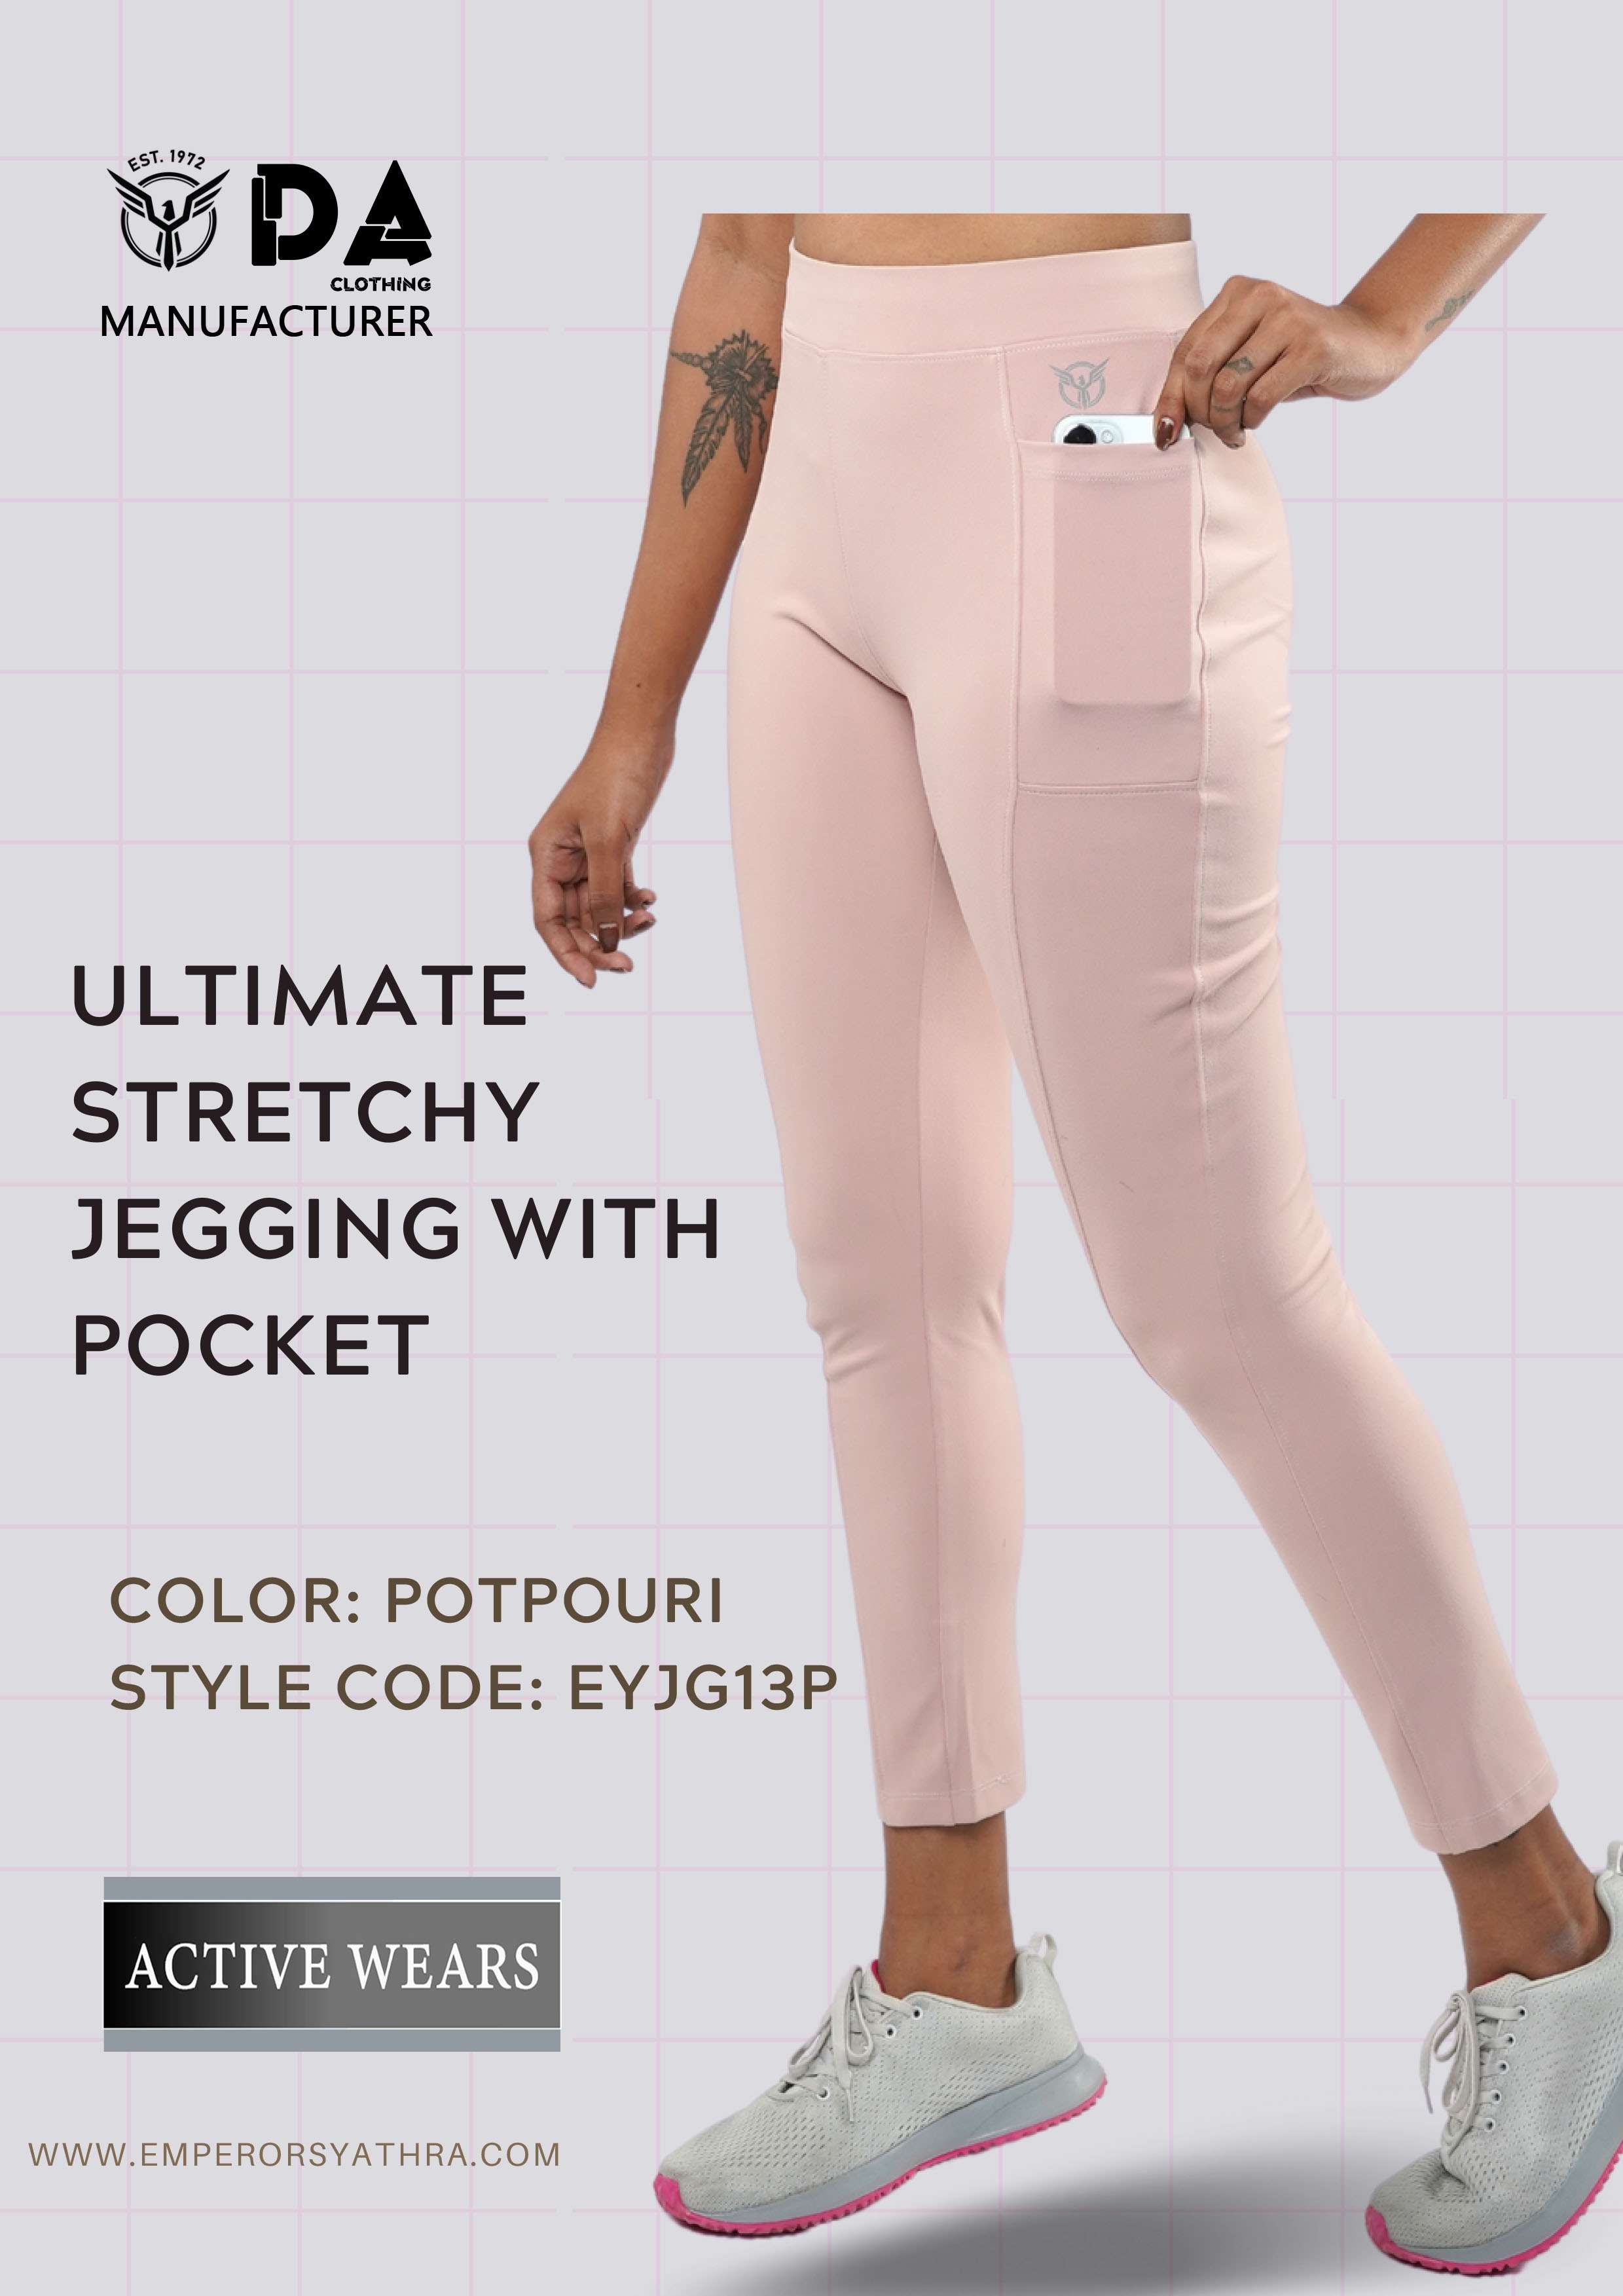 EST. 1972
DA
CLOTHING
MANUFACTURER
ULTIMATE
STRETCHY
JEGGING WITH
POCKET
COLOR: POTPOURI
STYLE CODE: EYJG13P
ACTIVE WEARS
WWW.EMPERORSYATHRA.COM